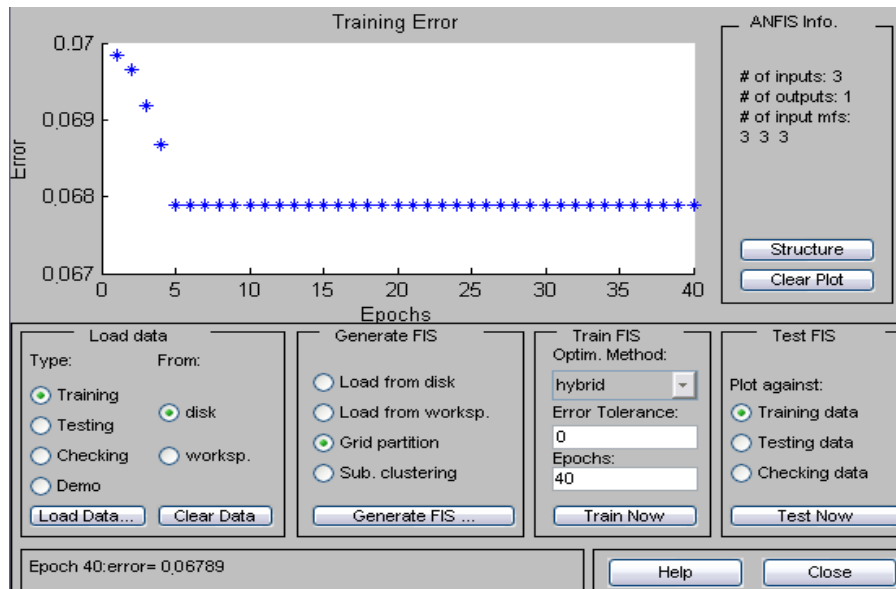 Training Error
0.07
0.069
0.068
0.067
Error
0 5 10 15 20 25 30 35 40
Epochs
ANFIS Info.
# of inputs: 3
# of outputs: 1
# of input mfs:
3 3 3
Structure
Clear Plot
Load data
Type:
From:
Training
Testing
Checking
Demo
disk
worksp.
Load Data...
Clear Data
Generate FIS
Load from disk
Load from worksp.
Grid partition
Sub. clustering
Generate FIS ...
Train FIS
Optim. Method:
hybrid
Error Tolerance:
0
Epochs:
40
Train Now
Test FIS
Plot against:
Training data
Testing data
Checking data
Test Now
Epoch 40:error= 0.06789
Help
Close